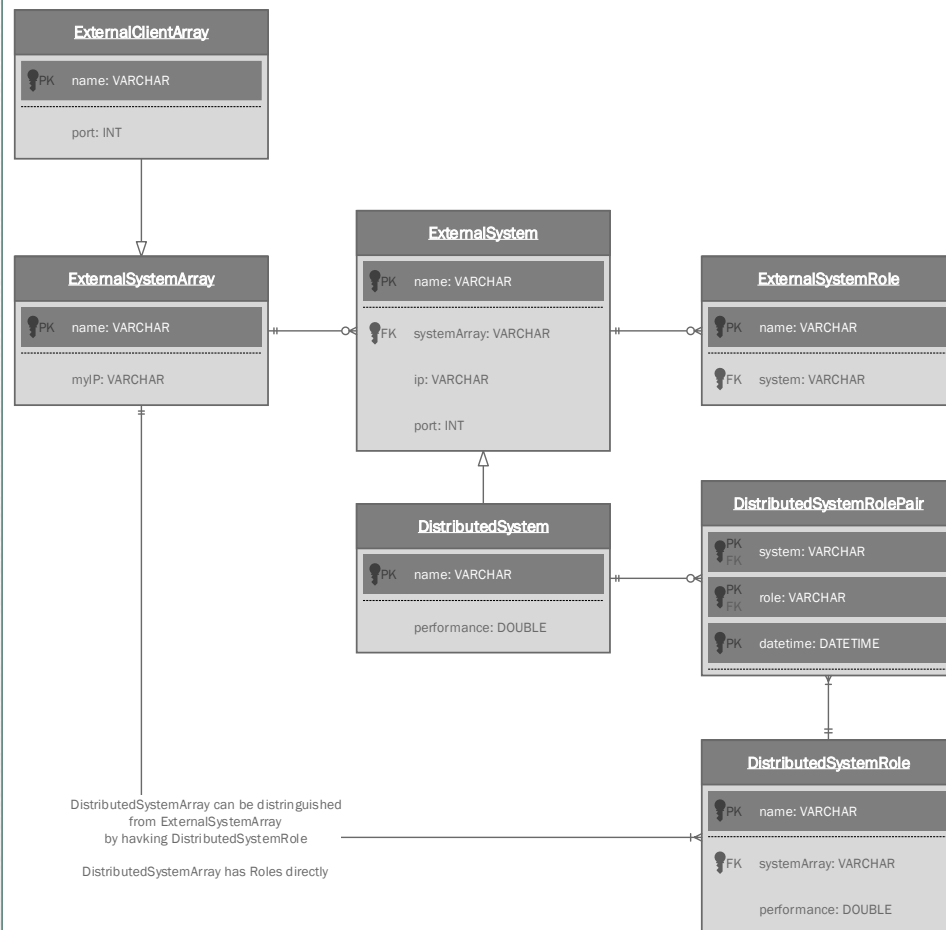 ExternalClientArray
PK name: VARCHAR
port: INT
ExternalSystemArray
PK name: VARCHAR
myIP: VARCHAR
ExternalSystem
PK name: VARCHAR
FK systemArray: VARCHAR
ip: VARCHAR
port: INT
ExternalSystemRole
PK name: VARCHAR
FK system: VARCHAR
DistributedSystem
PK name: VARCHAR
performance: DOUBLE
DistributedSystemRolePair
PK
FK system: VARCHAR
PK
FK role: VARCHAR
PK datetime: DATETIME
DistributedSystemRole
PK name: VARCHAR
FK systemArray: VARCHAR
performance: DOUBLE
DistributedSystemArray can be distringuished
from ExternalSystemArray
by havking DistributedSystemRole
DistributedSystemArray has Roles directly